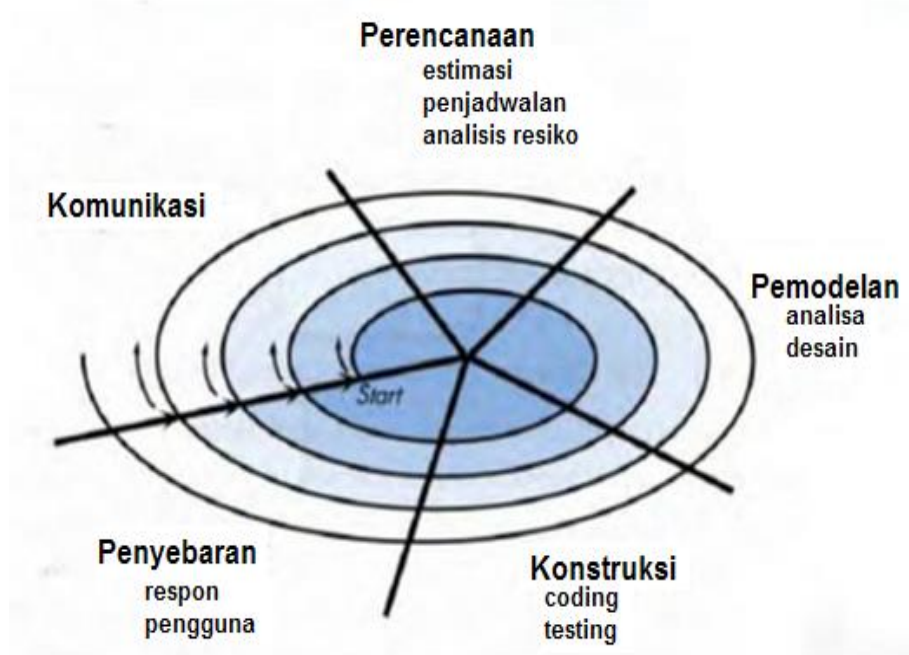 Perencanaan
estimasi
penjadwalan
analisis resiko
Komunikasi
Pemodelan
analisa
desain
Start
Penyebaran
respon
pengguna
Konstruksi
coding
testing